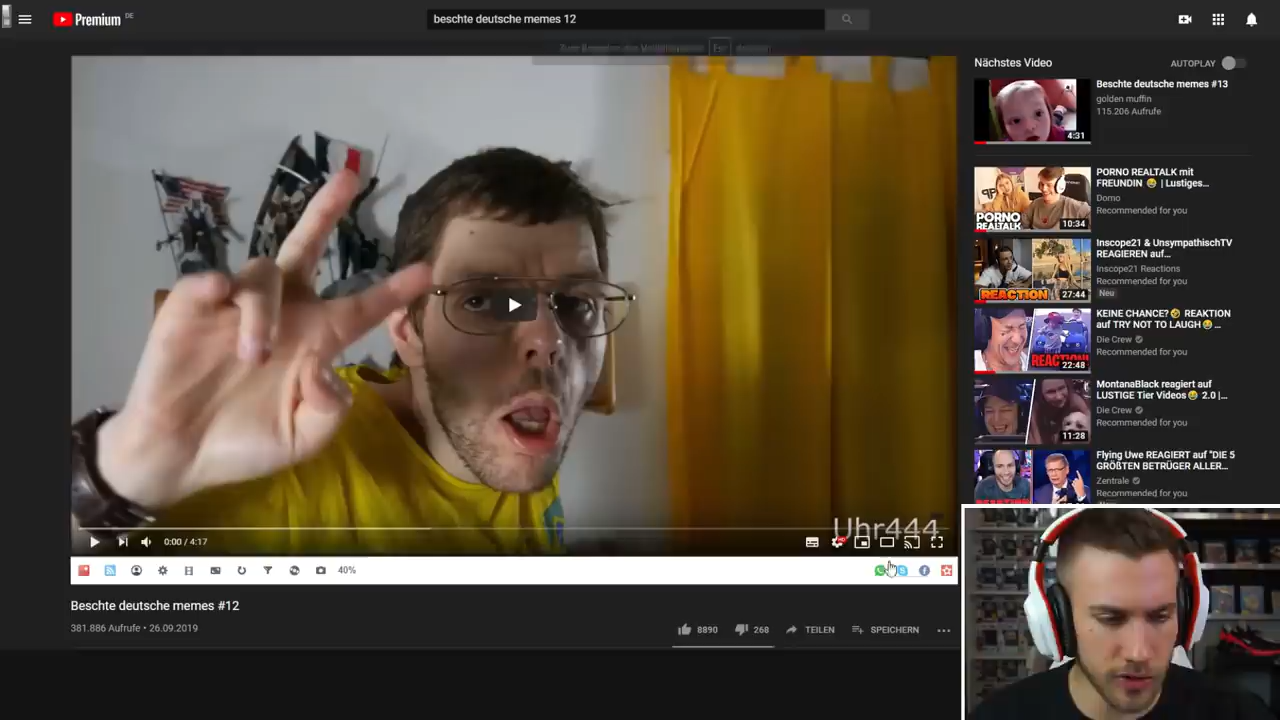 Premium DE
beschte deutsche memes 12
Uhr444
0:00 / 4:17
40%
Beschte deutsche memes #12
381.886 Aufrufe • 26.09.2019
8890
268
TEILEN
SPEICHERN
Nächstes Video
AUTOPLAY
Beschte deutsche memes #13
golden muffin
115.206 Aufrufe
4:31
PORNO REALTALK mit
FREUNDIN 😂 | Lustiges...
Domo
Recommended for you
PORNO
REALTALK
10:34
Inscope21 & UnsympathischTV
REAGIEREN auf...
Inscope21 Reactions
Neu
REACTION
27:44
KEINE CHANCE?🤣 REAKTION
auf TRY NOT TO LAUGH😂...
Die Crew
Recommended for you
REACTION
22:48
MontanaBlack reagiert auf
LUSTIGE Tier Videos😂 2.0 |...
Die Crew
Recommended for you
11:28
Flying Uwe REAGIERT auf "DIE 5
GRÖßTEN BETRÜGER ALLER...
Zentrale
Recommended for you